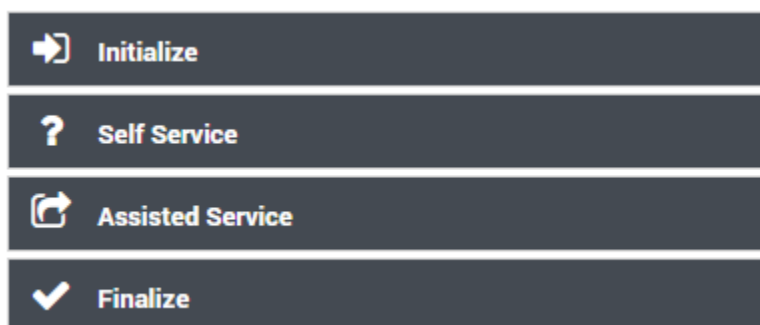 Initialize
Self Service
Assisted Service
Finalize